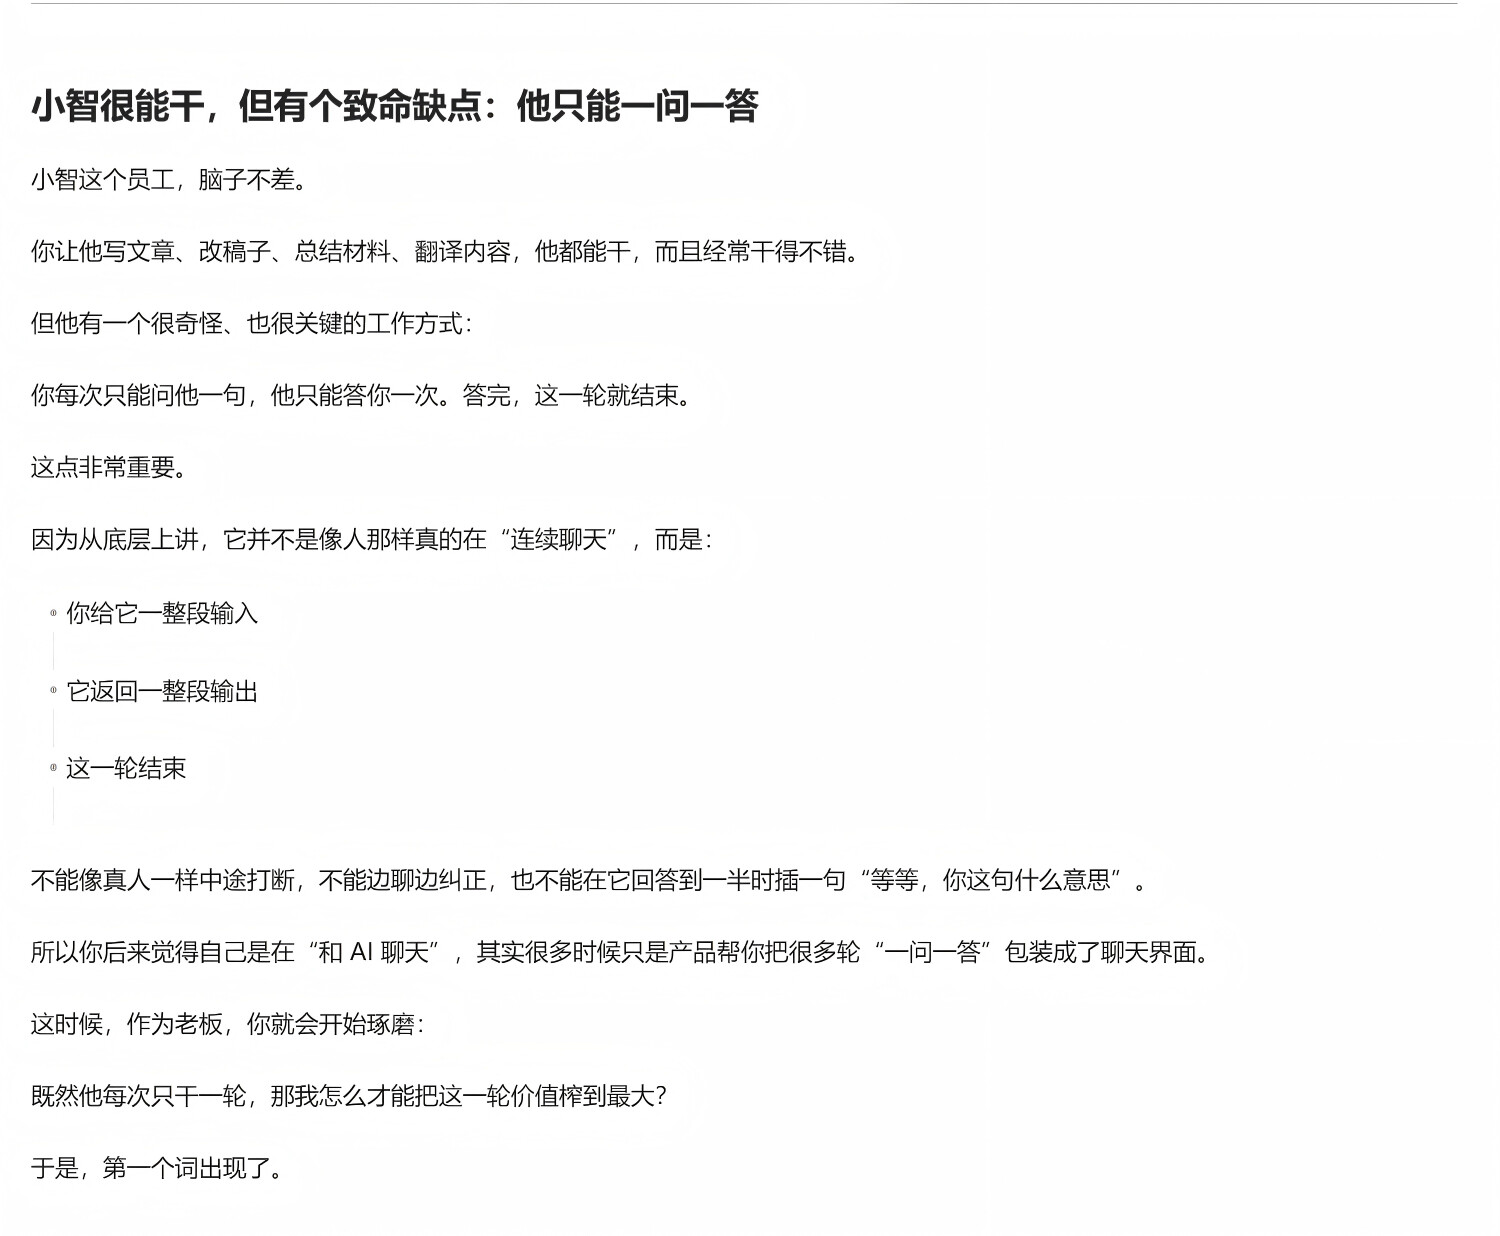 小智很能干，但有个致命缺点：他只能一问一答
小智这个员工，脑子不差。
你让他写文章、改稿子、总结材料、翻译内容，他都能干，而且经常干得不错。
但他有一个很奇怪、也很关键的工作方式：
你每次只能问他一句，他只能答你一次。答完，这一轮就结束。
这点非常重要。
因为从底层上讲，它并不是像人那样真的在“连续聊天”，而是：
你给它一整段输入
它返回一整段输出
这一轮结束
不能像真人一样中途打断，不能边聊边纠正，也不能在它回答到一半时插一句“等等，你这句什么意思”。
所以你后来觉得自己是在“和 AI 聊天”，其实很多时候只是产品帮你把很多轮“一问一答”包装成了聊天界面。
这时候，作为老板，你就会开始琢磨：
既然他每次只干一轮，那我怎么才能把这一轮价值榨到最大？
于是，第一个词出现了。